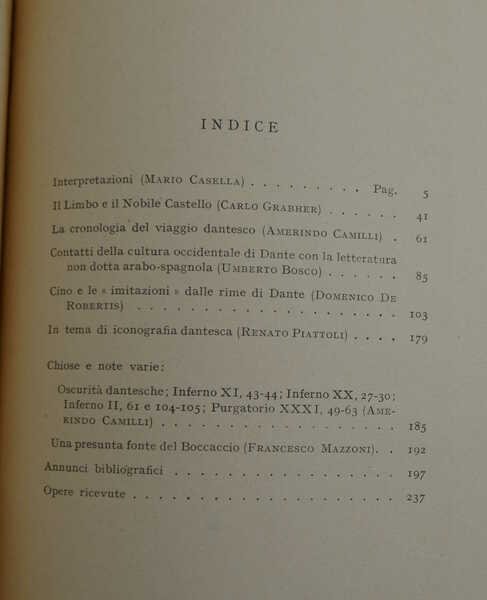 INDICE
Interpretazioni (MARIO CASELLA) . . . . . . . . . Pag. 5
Il Limbo e il Nobile Castello (CARLO GRABHER) . . . . . . 41
La cronologia del viaggio dantesco (AMERINDO CAMILLI) . 61
Contatti della cultura occidentale di Dante con la letteratura
non dotta arabo-spagnola (UMBERTO BOSCO) . . . . . . 85
Cino e le « imitazioni » dalle rime di Dante (DOMENICO DE
ROBERTIS) . . . . . . . . . . . . . . . . . . 103
In tema di iconografia dantesca (RENATO PIATTOLI) . . . . 179
Chiose e note varie:
Oscurità dantesche; Inferno XI, 43-44; Inferno XX, 27-30;
Inferno II, 61 e 104-105; Purgatorio XXXI, 49-63 (AME-
RINDO CAMILLI) . . . . . . . . . . . . . . . 185
Una presunta fonte del Boccaccio (FRANCESCO MAZZONI). . 192
Annunci bibliografici . . . . . . . . . . . . . . . 197
Opere ricevute . . . . . . . . . . . . . . . . . . 237